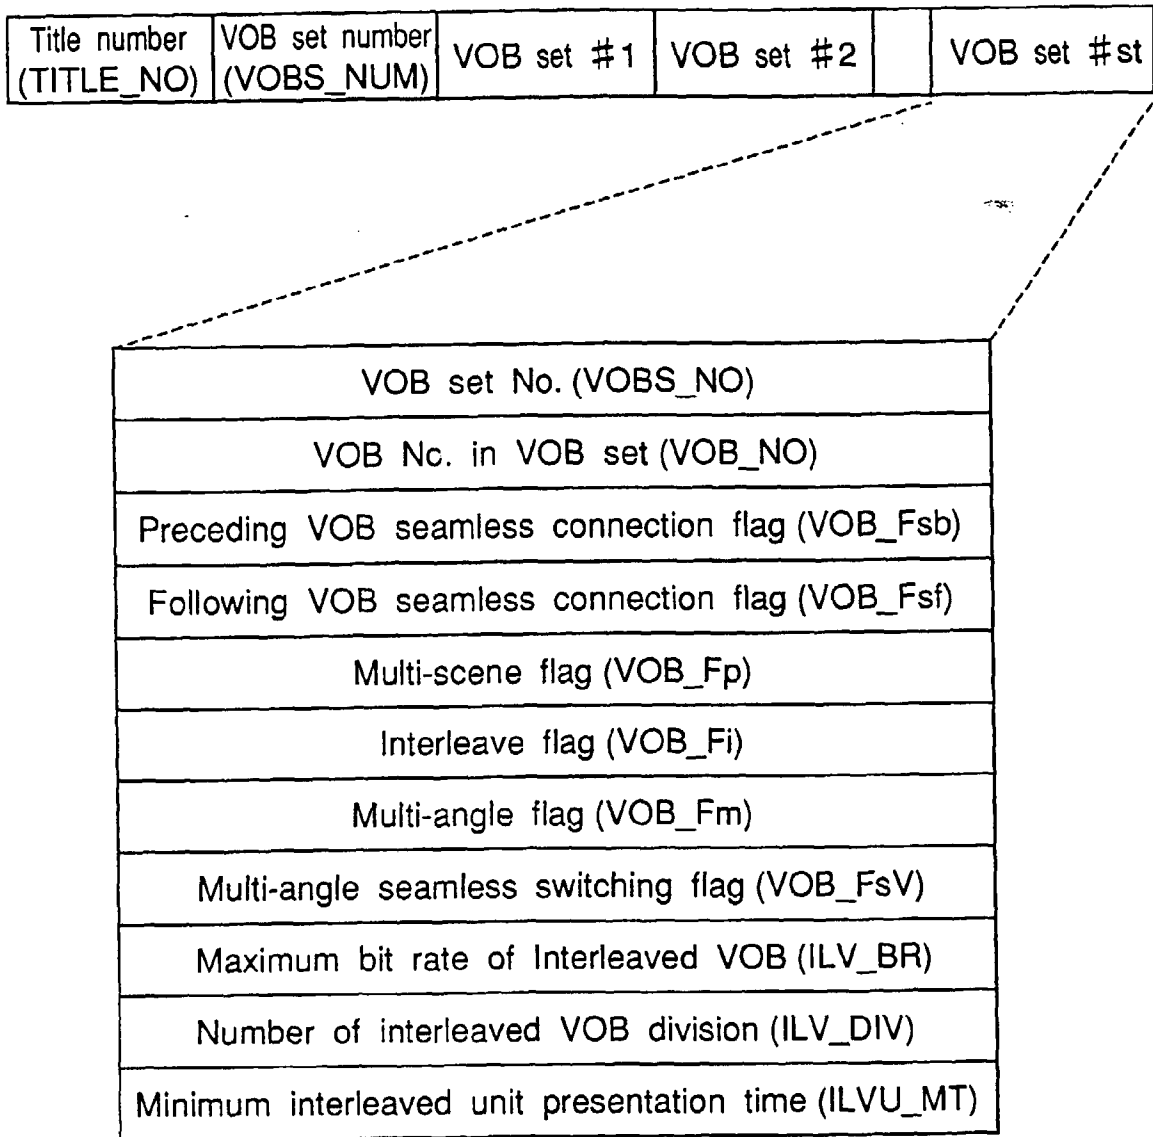 Title number
(TITLE_NO)
VOB set number
(VOBS_NUM)
VOB set #1
VOB set #2
VOB set #st
VOB set No. (VOBS_NO)
VOB Nc. in VOB set (VOB_NO)
Preceding VOB seamless connection flag (VOB_Fsb)
Following VOB seamless connection flag (VOB_Fsf)
Multi-scene flag (VOB_Fp)
Interleave flag (VOB_Fi)
Multi-angle flag (VOB_Fm)
Multi-angle seamless switching flag (VOB_FsV)
Maximum bit rate of Interleaved VOB (ILV_BR)
Number of interleaved VOB division (ILV_DIV)
Minimum interleaved unit presentation time (ILVU_MT)